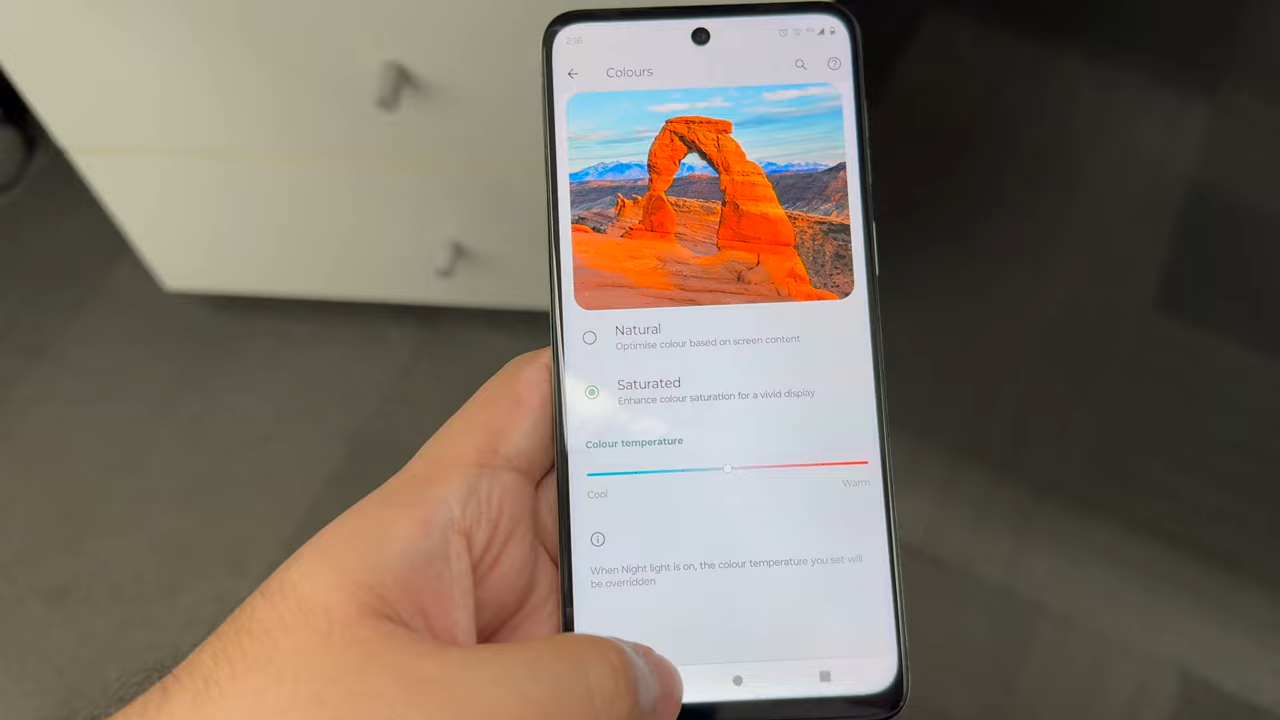 2:16
Colours
Natural
Optimise colour based on screen content
Saturated
Enhance colour saturation for a vivid display
Colour temperature
Cool
Warm
When Night light is on, the colour temperature you set will
be overridden